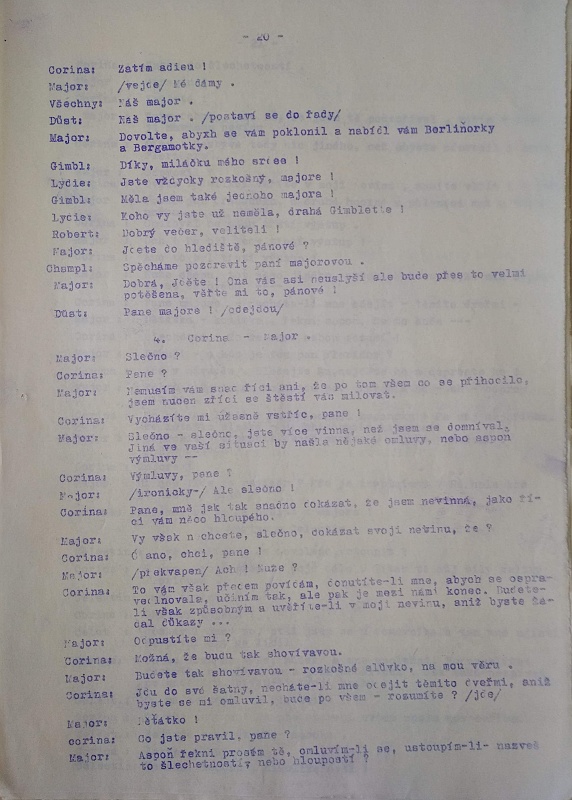 - 20 -
Corina: Zatím adieu !
Major: /vejde/ Mé dámy .
Všechny: Náš major .
Důst: Náš major . /postaví se do řady/
Major: Dovolte, abyxh se vám poklonil a nabídl vám Berliňorky
a Bergamotky.
Gimbl: Díky, miláčku mého srdce !
Lydie: Jste vždycky rozkošný, majore !
Gimbl: Měla jsem také jednoho majora !
Lydie: Koho vy jste už neměla, drahá Gimblette !
Robert: Dobrý večer, veliteli !
Major: Jdete do hlediště, pánové ?
Champl: Spěcháme pozdravit paní majorovou .
Major: Dobrá, Jděte ! Ona vás asi neuslyší ale bude přes to velmi
potěšena, věřte mi to, pánové !
Důst: Pane majore ! /odejdou/
4. Corina - Major .
Major: Slečno ?
Corina: Pane ?
Major: Nemusím vám snad říci ani, že po tom všem co se přihodilo,
jsem nucen zříci se štěstí vás milovat.
Corina: Vycházíte mi úžasně vstříc, pane !
Major: Slečno - slečno, jste více vinna, než jsem se domníval.
Jiná ve vaší situaci by našla nějaké omluvy, nebo aspoň
výmluvy --
Corina: Výmluvy, pane ?
Major: /ironicky-/ Ale slečno !
Corina: Pane, mně jak tak snadno dokázat, že jsem nevinná, jako ří-
ci vám něco hloupého.
Major: Vy však nechcete, slečno, dokázat svoji nevinu, že ?
Corina: Ó ano, chci, pane !
Major: /překvapen/ Ach ! Nuže ?
Corina: To vám však předem povídám, donutíte-li mne, abych se ospra-
vedlňovala, učiním tak, ale pak je mezi námi konec. Budete-
li však způsobným a uvěříte-li v moji nevinu, aniž byste žá-
dal důkazy ...
Major: Odpustíte mi ?
Corina: Možná, že budu tak shovívavou.
Major: Budete tak shovívavou - rozkošné slůvko, na mou věru .
Corina: Jdu do své šatny, necháte-li mne odejít těmito dveřmi, aniž
byste se mi omluvil, bude po všem - rozumíte ? /jde/
Major: Děťátko !
corina: Co jste pravil, pane ?
Major: Aspoň řekni prosím tě, omluvím-li se, ustoupím-li- nazveš
to šlechetností nebo hloupostí ?